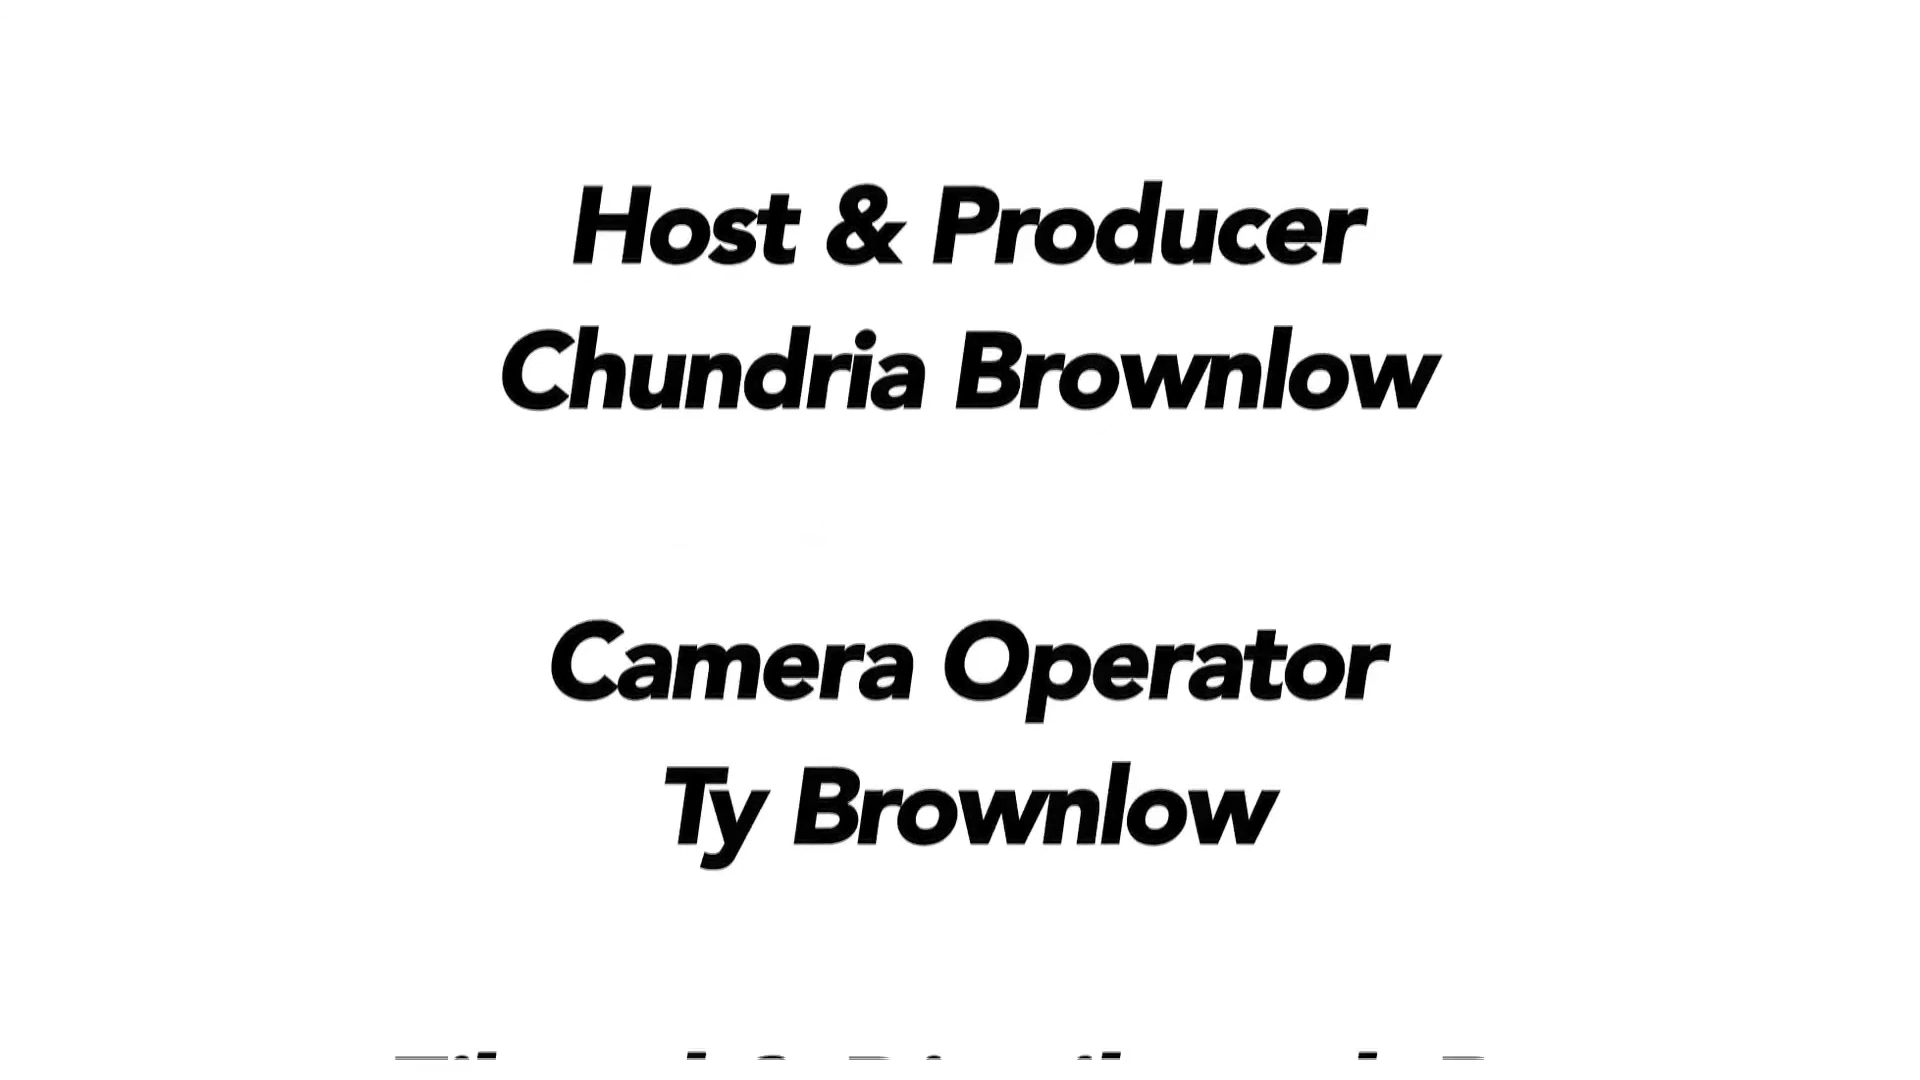 Host & Producer
Chundria Brownlow
Camera Operator
Ty Brownlow